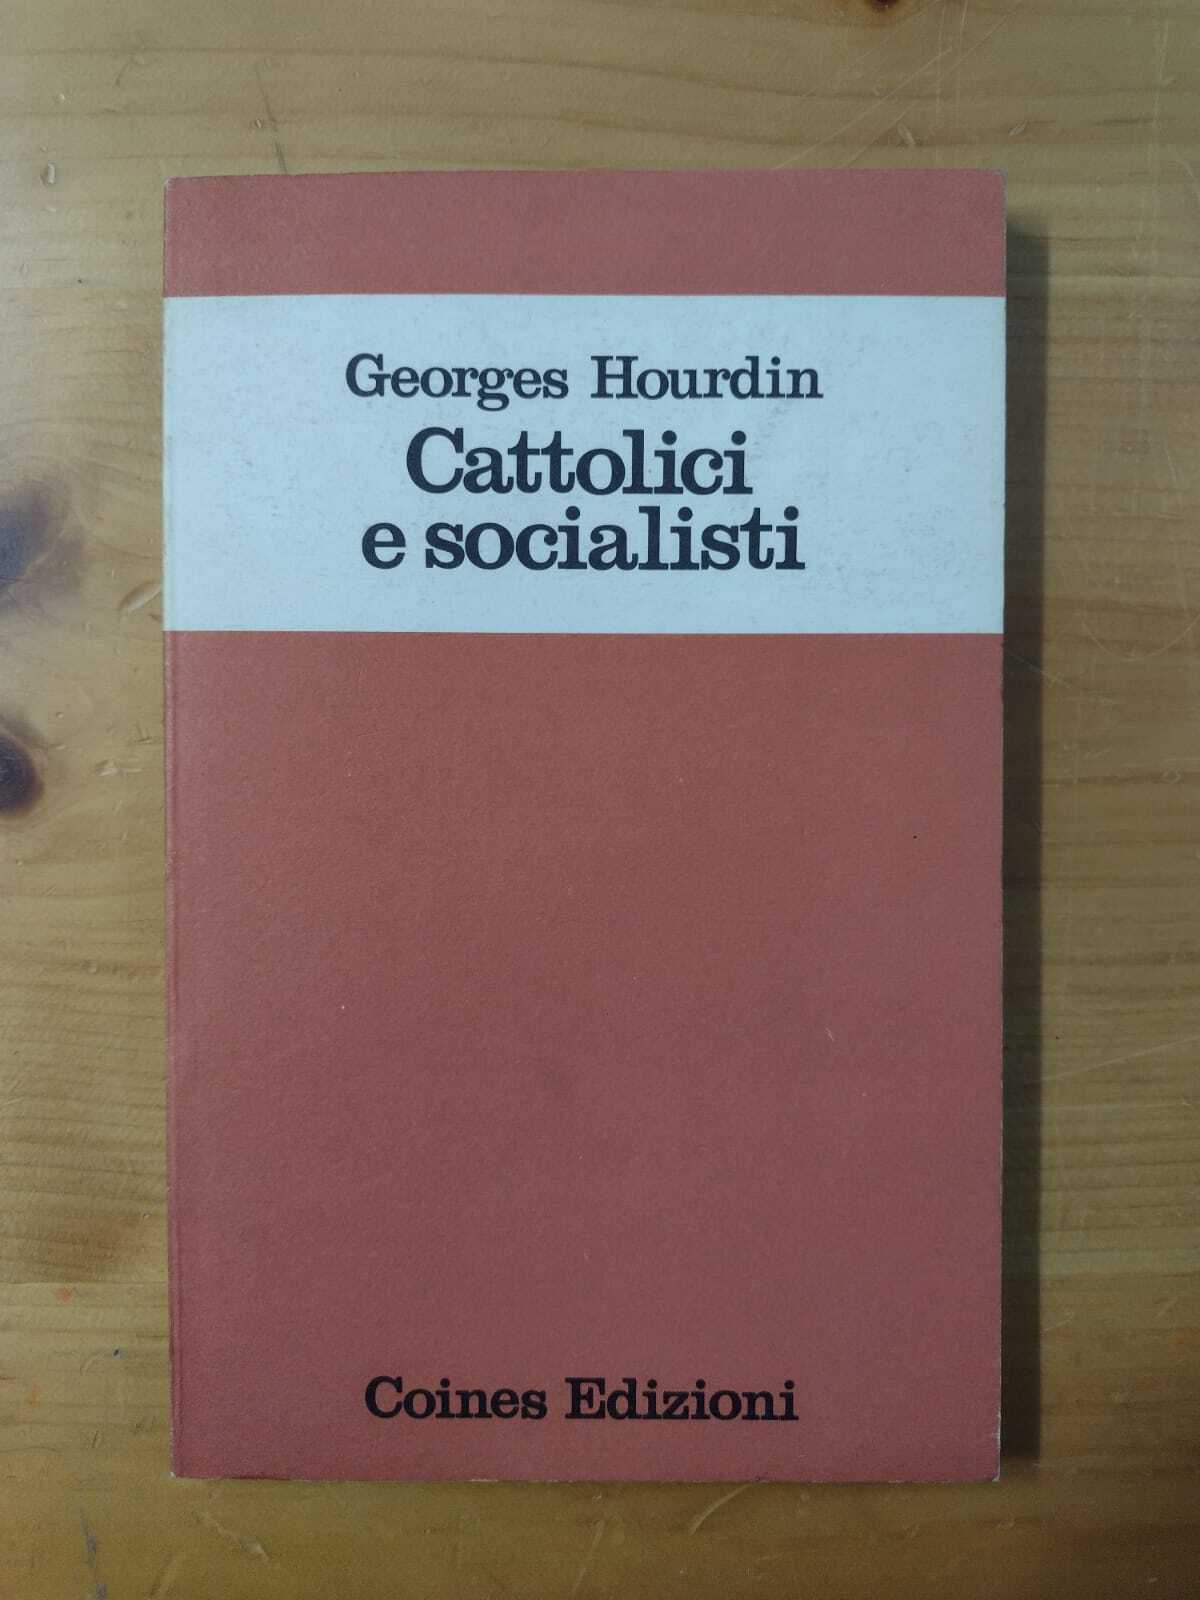 Georges Hourdin
Cattolici
e socialisti
Coines Edizioni